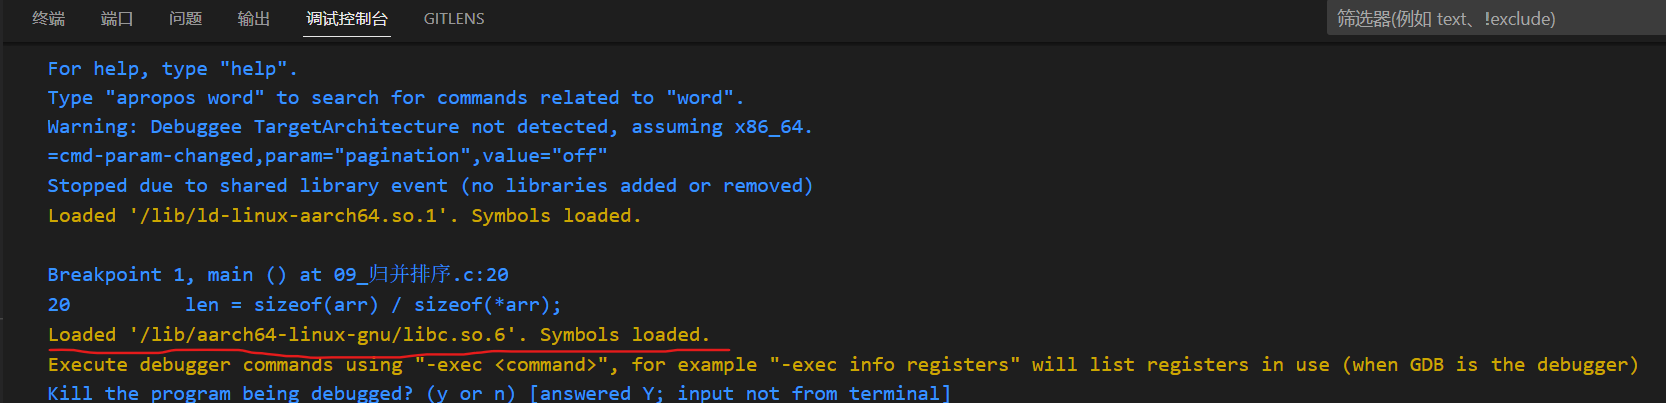 终端 端口 问题 输出 调试控制台 GITLENS 筛选器(例如 text、!exclude)
For help, type "help".
Type "apropos word" to search for commands related to "word".
Warning: Debuggee TargetArchitecture not detected, assuming x86_64.
=cmd-param-changed,param="pagination",value="off"
Stopped due to shared library event (no libraries added or removed)
Loaded '/lib/ld-linux-aarch64.so.1'. Symbols loaded.
Breakpoint 1, main () at 09_归并排序.c:20
20          len = sizeof(arr) / sizeof(*arr);
Loaded '/lib/aarch64-linux-gnu/libc.so.6'. Symbols loaded.
Execute debugger commands using "-exec <command>", for example "-exec info registers" will list registers in use (when GDB is the debugger)
Kill the program being debugged? (y or n) [answered Y; input not from terminal]